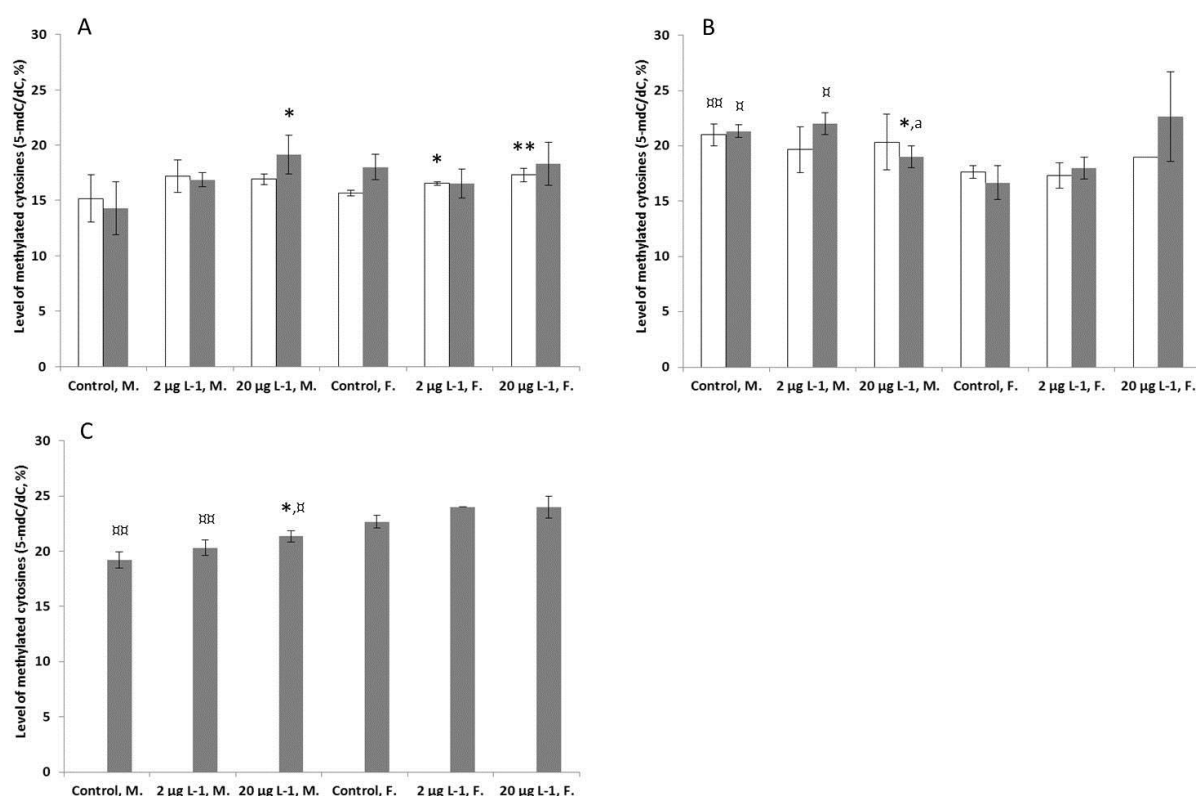 A
Level of methylated cytosines (5-mdC/dC, %)
30
25
20
15
10
5
0
*
*
**
Control, M. 2 µg L-1, M. 20 µg L-1, M. Control, F. 2 µg L-1, F. 20 µg L-1, F.
B
Level of methylated cytosines (5-mdC/dC, %)
30
25
20
15
10
5
0
¤¤ ¤
¤
*,a
Control, M. 2 µg L-1, M. 20 µg L-1, M. Control, F. 2 µg L-1, F. 20 µg L-1, F.
C
Level of methylated cytosines (5-mdC/dC, %)
30
25
20
15
10
5
0
¤¤
¤¤
*,¤
Control, M. 2 µg L-1, M. 20 µg L-1, M. Control, F. 2 µg L-1, F. 20 µg L-1, F.